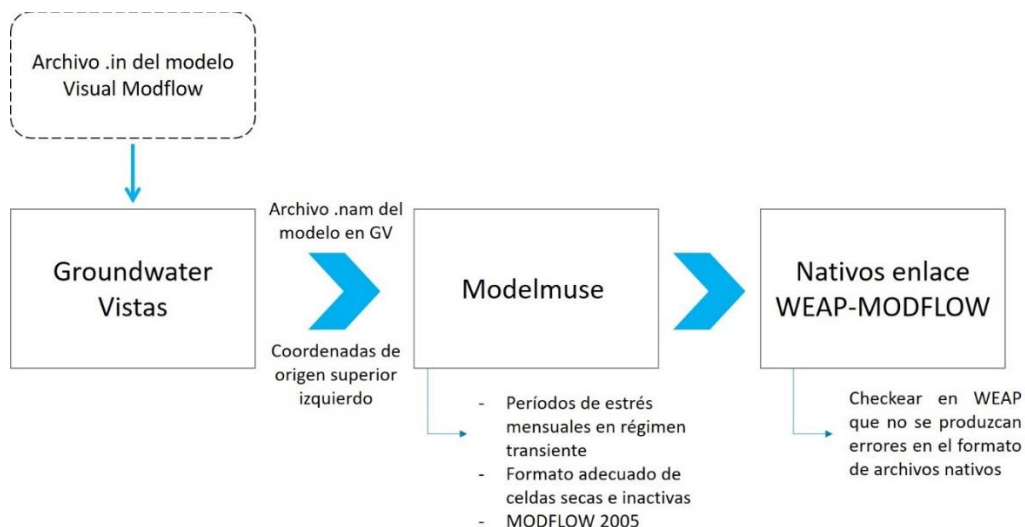 Archivo .in del modelo
Visual Modflow
Groundwater
Vistas
Archivo .nam del
modelo en GV
Coordenadas de
origen superior
izquierdo
Modelmuse
- Períodos de estrés
mensuales en régimen
transiente
- Formato adecuado de
celdas secas e inactivas
- MODFLOW 2005
Nativos enlace
WEAP-MODFLOW
Checkear en WEAP
que no se produzcan
errores en el formato
de archivos nativos